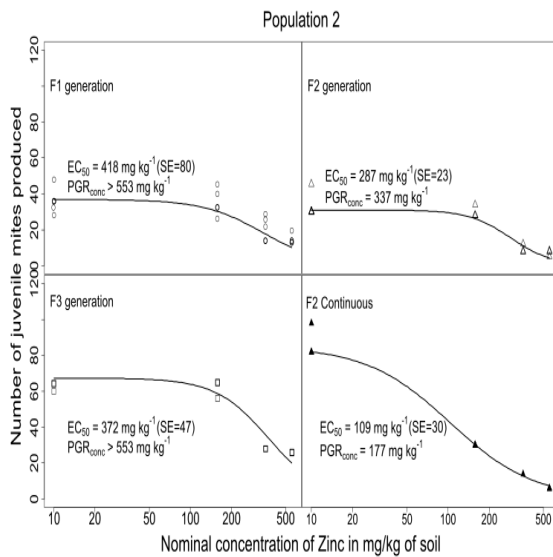 Population 2
Number of juvenile mites produced
120
100
80
60
40
20
0
F1 generation
EC50 = 418 mg kg-1(SE=80)
PGRconc > 553 mg kg-1
F2 generation
EC50 = 287 mg kg-1(SE=23)
PGRconc = 337 mg kg-1
120
100
80
60
40
20
0
F3 generation
EC50 = 372 mg kg-1(SE=47)
PGRconc > 553 mg kg-1
F2 Continuous
EC50 = 109 mg kg-1(SE=30)
PGRconc = 177 mg kg-1
10 20 50 100 200 500 10 20 50 100 200 500
Nominal concentration of Zinc in mg/kg of soil